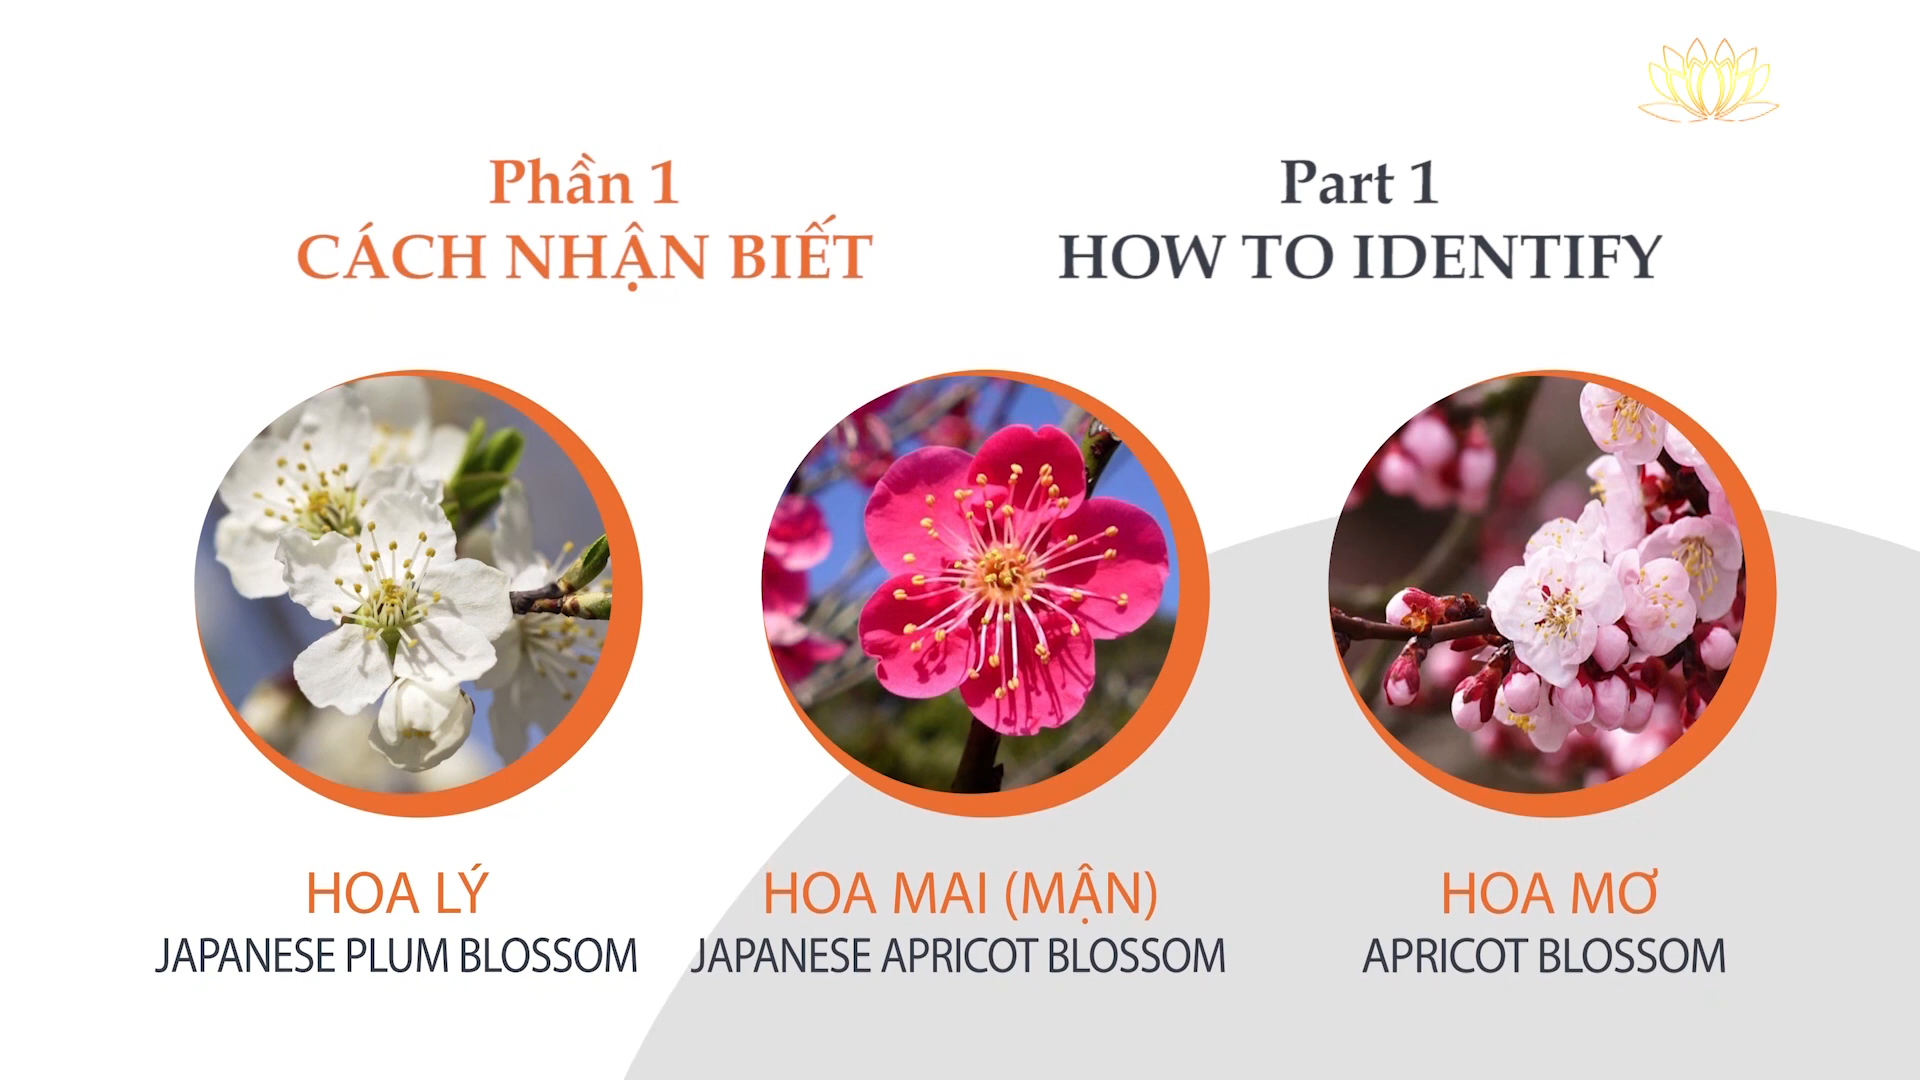 Phần 1
CÁCH NHẬN BIẾT
Part 1
HOW TO IDENTIFY
HOA LÝ
JAPANESE PLUM BLOSSOM
HOA MAI (MẬN)
JAPANESE APRICOT BLOSSOM
HOA MƠ
APRICOT BLOSSOM